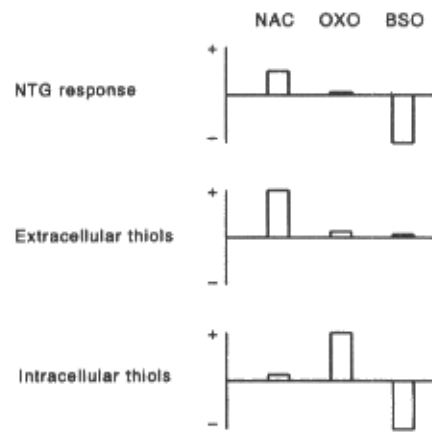 NAC OXO BSO
+
NTG response
–
+
Extracellular thiols
–
+
Intracellular thiols
–